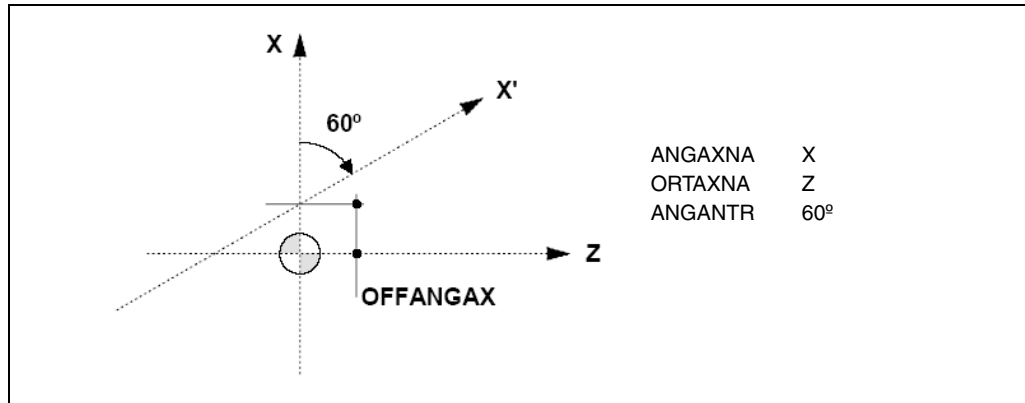 X
X'
60º
ANGAXNA X
ORTAXNA Z
ANGANTR 60º
Z
OFFANGAX